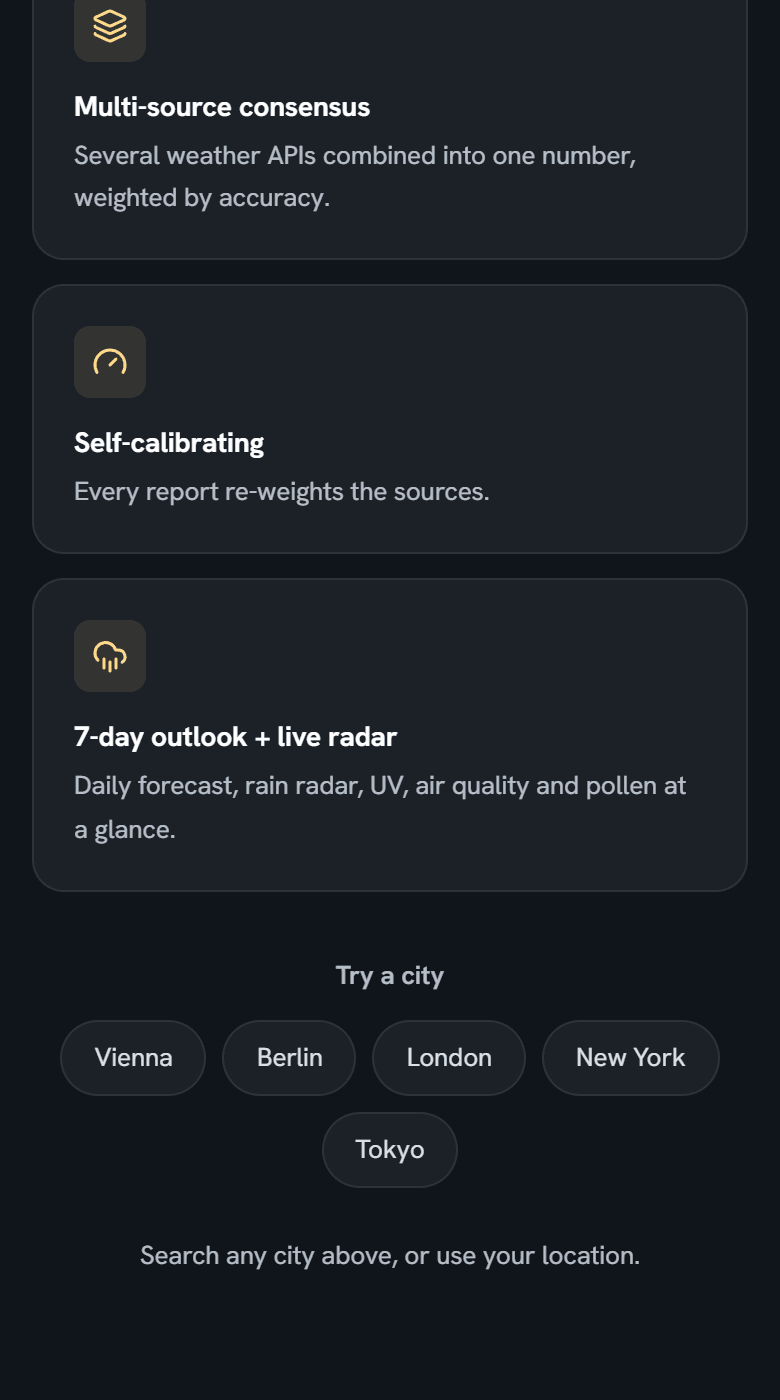 Multi-source consensus
Several weather APIs combined into one number,
weighted by accuracy.
Self-calibrating
Every report re-weights the sources.
7-day outlook + live radar
Daily forecast, rain radar, UV, air quality and pollen at
a glance.
Try a city
Vienna Berlin London New York
Tokyo
Search any city above, or use your location.